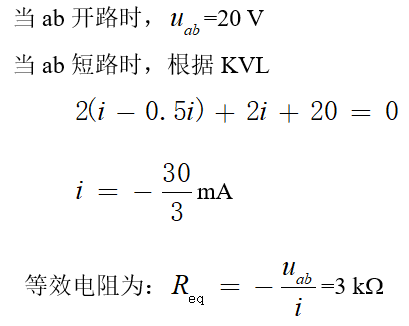 当 ab 开路时，u_ab=20 V
当 ab 短路时，根据 KVL
2(i − 0.5i) + 2i + 20 = 0
i = − 30/3 mA
等效电阻为：R_eq = − u_ab/i =3 kΩ